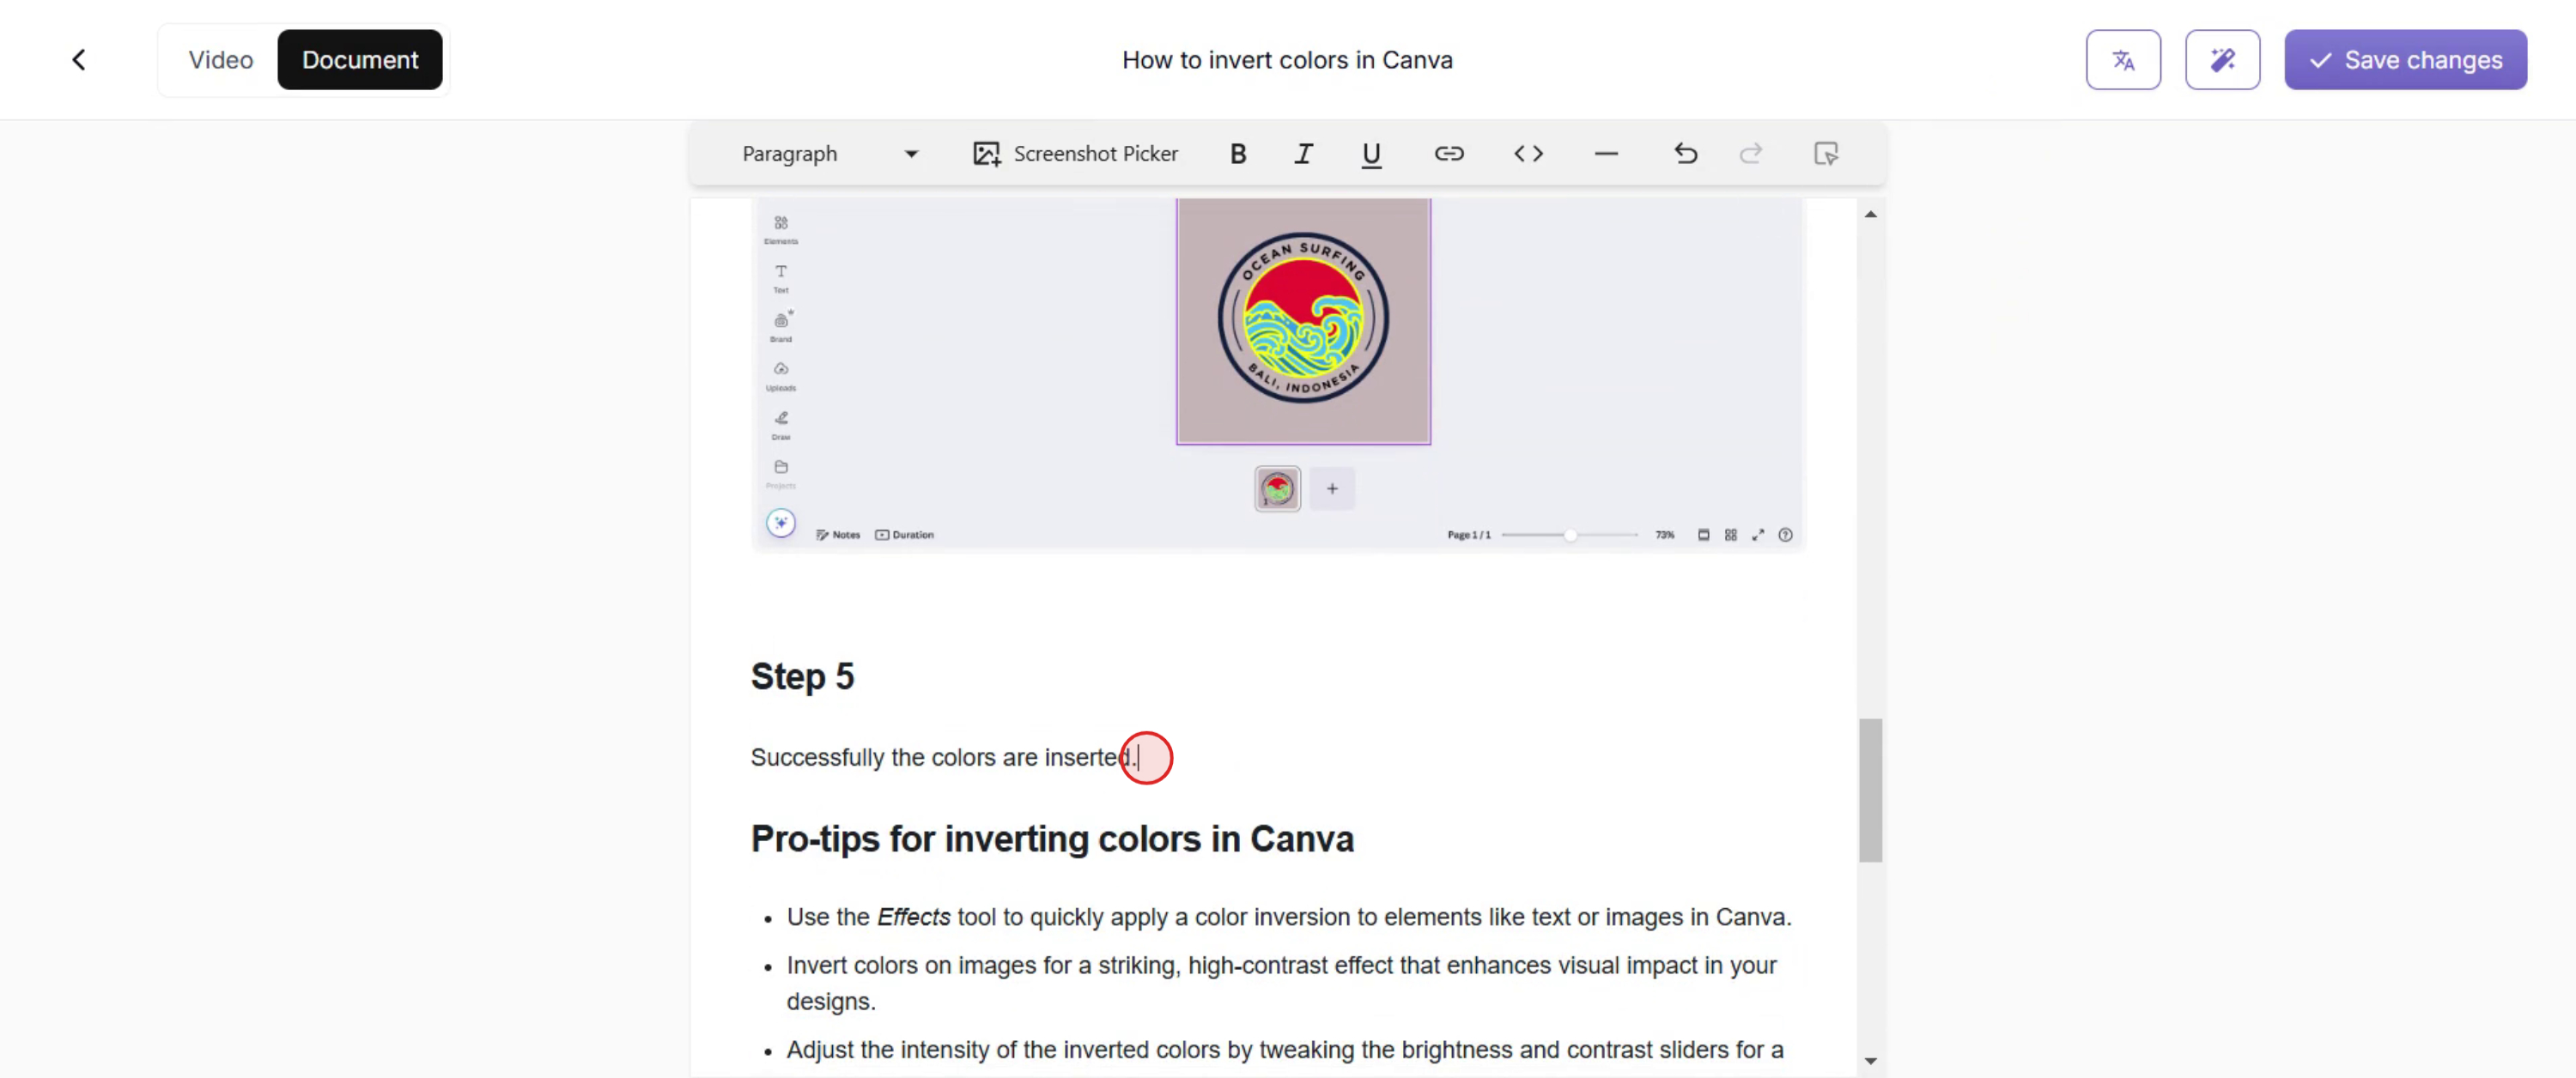 Video
Document
How to invert colors in Canva
Save changes
Paragraph
Screenshot Picker
B
I
U
Elements
Text
Brand
Uploads
Draw
Projects
OCEAN SURFING
BALI, INDONESIA
1
Notes
Duration
Page 1 / 1
73%
Step 5
Successfully the colors are inserted.
Pro-tips for inverting colors in Canva
• Use the Effects tool to quickly apply a color inversion to elements like text or images in Canva.
• Invert colors on images for a striking, high-contrast effect that enhances visual impact in your
designs.
• Adjust the intensity of the inverted colors by tweaking the brightness and contrast sliders for a